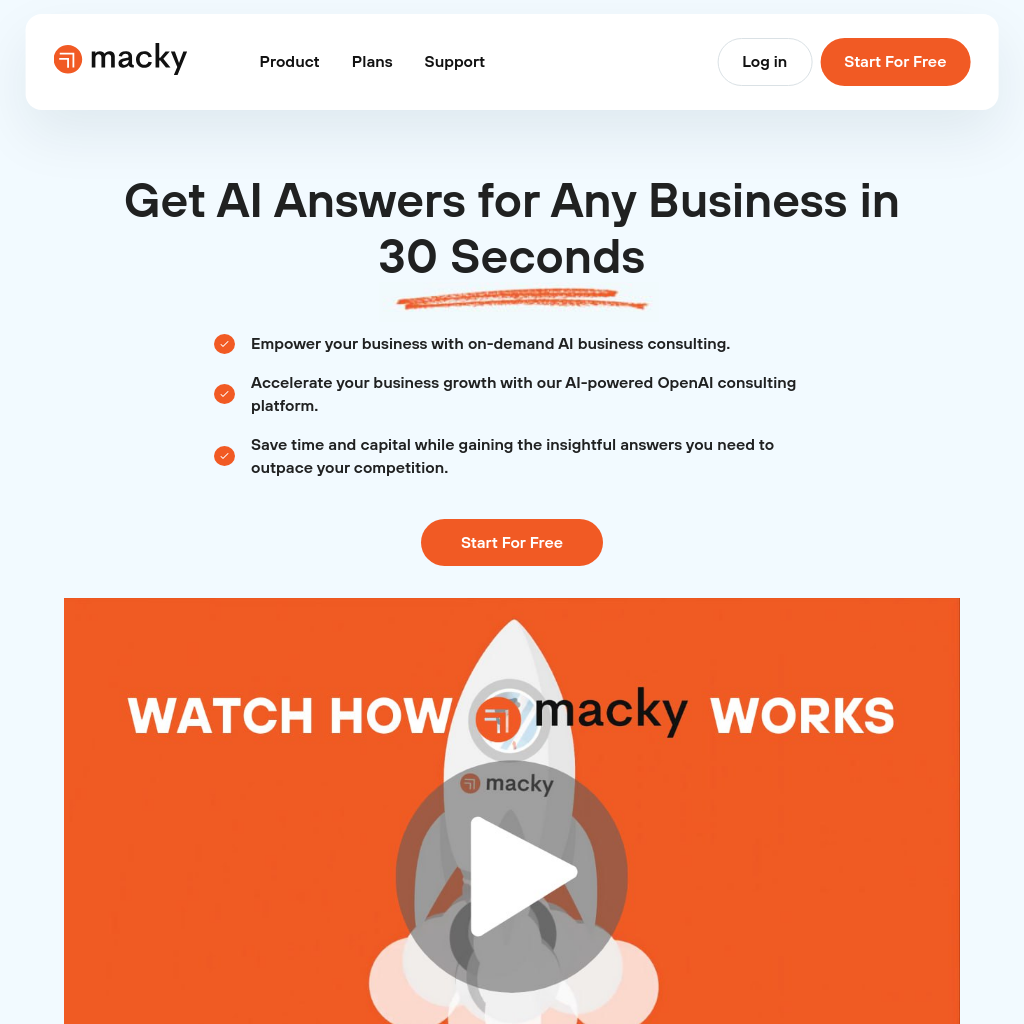 macky
Product
Plans
Support
Log in
Start For Free
Get AI Answers for Any Business in
30 Seconds
Empower your business with on-demand AI business consulting.
Accelerate your business growth with our AI-powered OpenAI consulting
platform.
Save time and capital while gaining the insightful answers you need to
outpace your competition.
Start For Free
WATCH HOW macky WORKS
macky